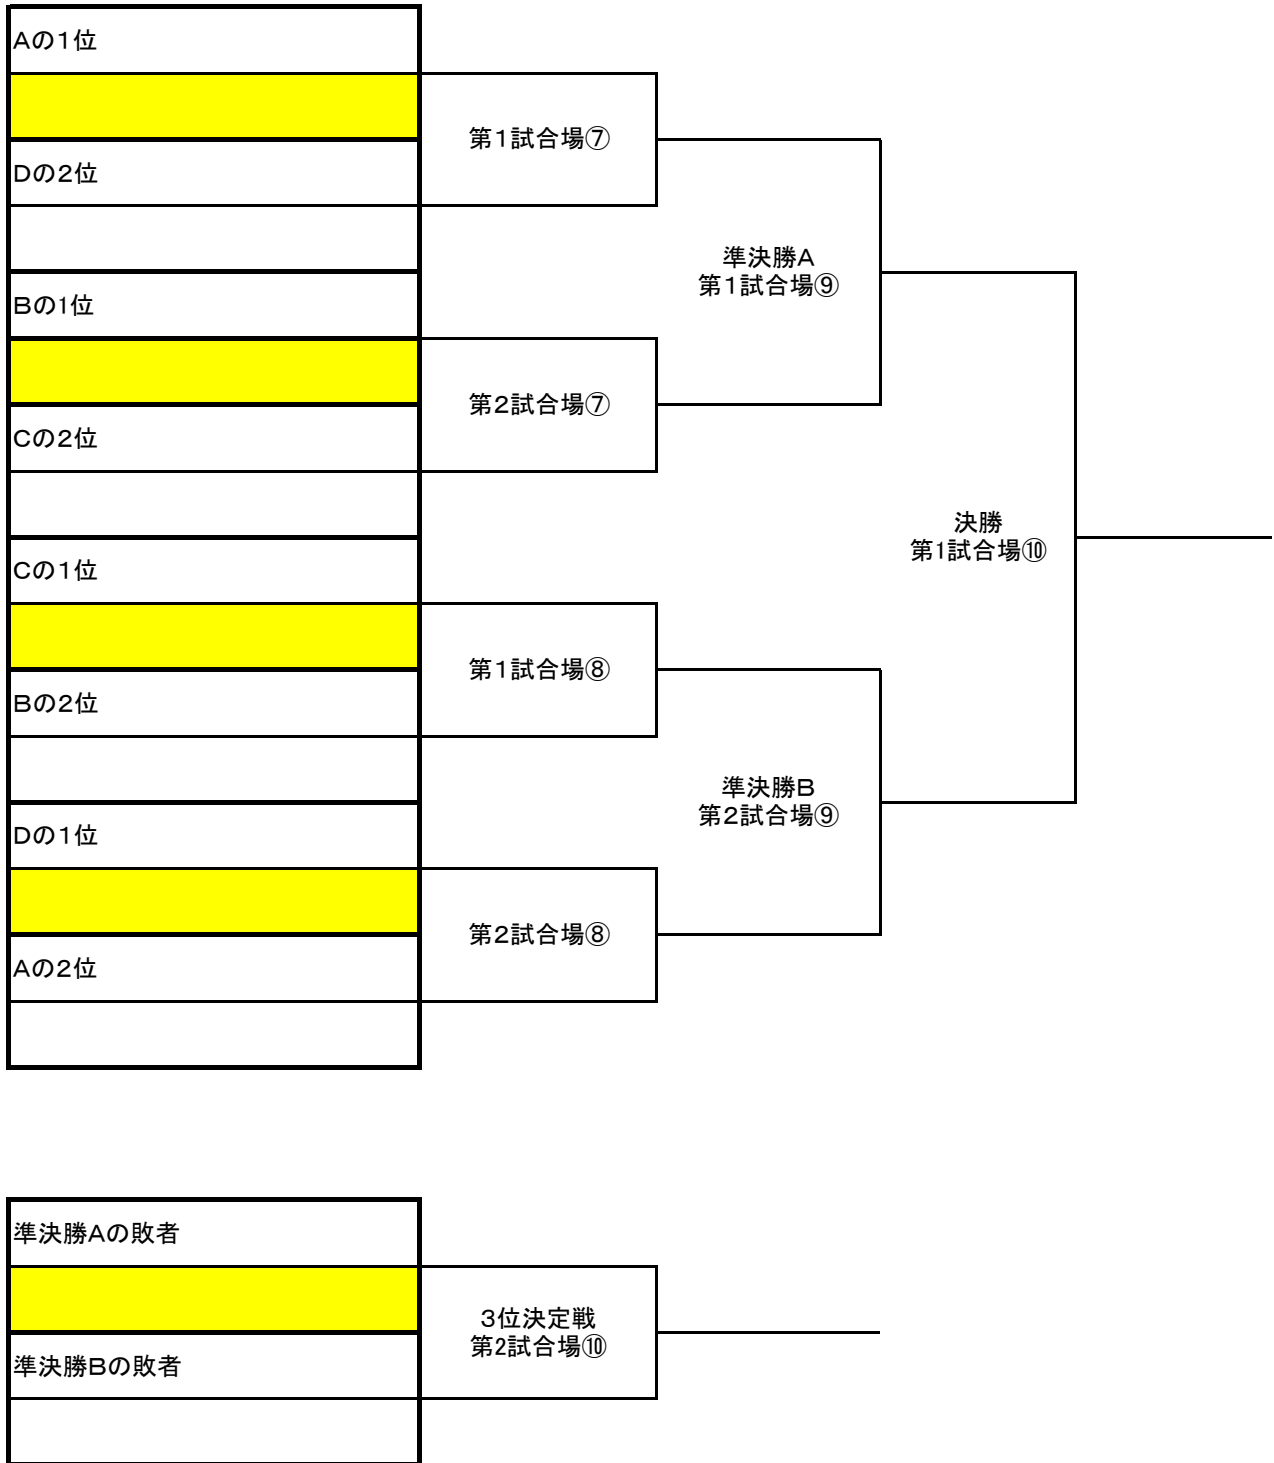 Aの１位
第１試合場⑦
Dの２位
準決勝A
第１試合場⑨
Bの1位
第２試合場⑦
Cの２位
決勝
第1試合場⑩
Cの１位
第１試合場⑧
Bの２位
準決勝B
第２試合場⑨
Dの１位
第２試合場⑧
Aの２位
準決勝Aの敗者
３位決定戦
第2試合場⑩
準決勝Bの敗者